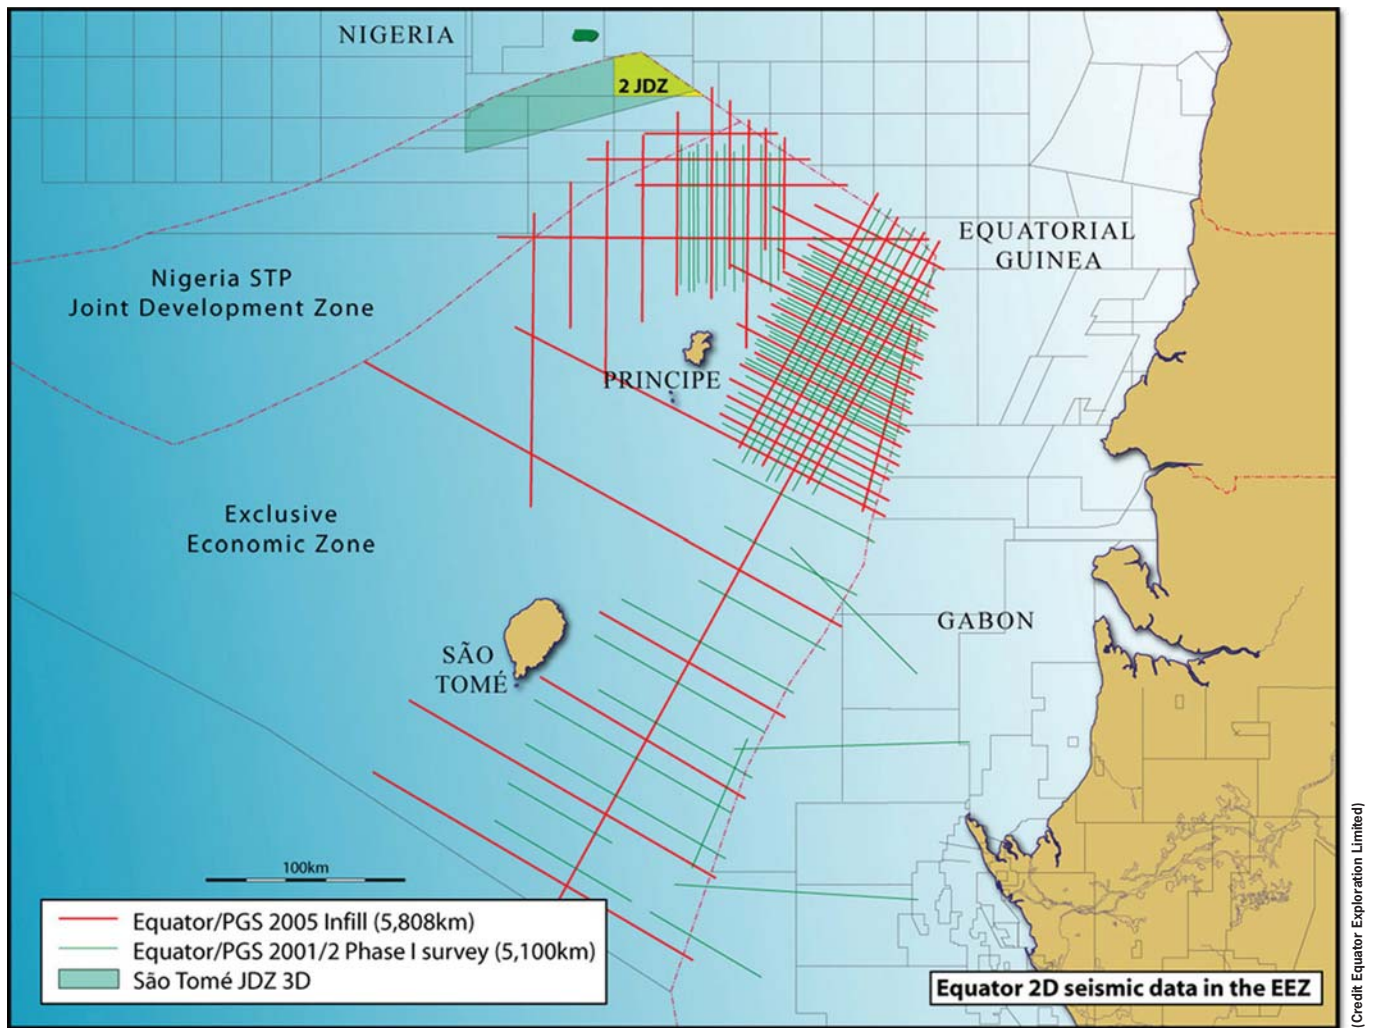 NIGERIA
2 JDZ
EQUATORIAL
GUINEA
Nigeria STP
Joint Development Zone
PRINCIPE
Exclusive
Economic Zone
GABON
SÃO
TOMÉ
100km
Equator/PGS 2005 Infill (5,808km)
Equator/PGS 2001/2 Phase I survey (5,100km)
São Tomé JDZ 3D
Equator 2D seismic data in the EEZ
(Credit Equator Exploration Limited)